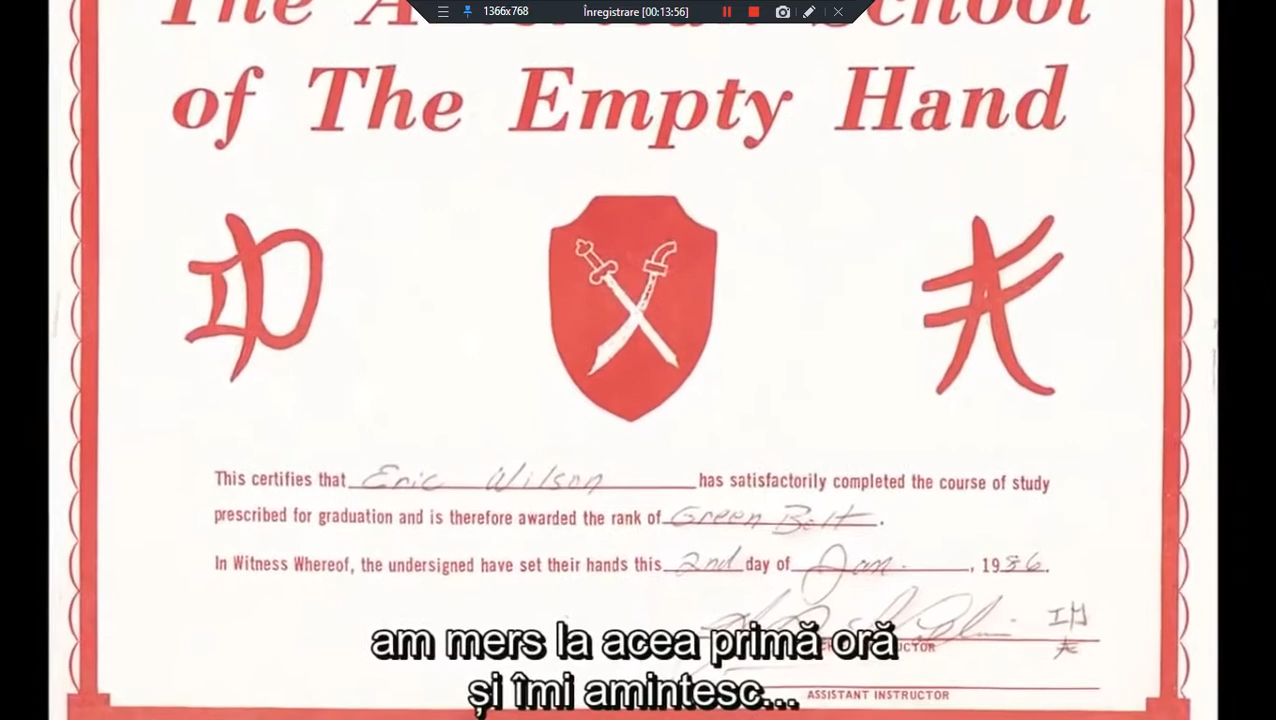 1366x768 Înregistrare [00:13:56]
The American School
of The Empty Hand
This certifies that Eric Wilson has satisfactorily completed the course of study
prescribed for graduation and is therefore awarded the rank of Green Belt.
In Witness Whereof, the undersigned have set their hands this 2nd day of Jan., 1986.
am mers la acea primă oră
și îmi amintesc...
ASSISTANT INSTRUCTOR